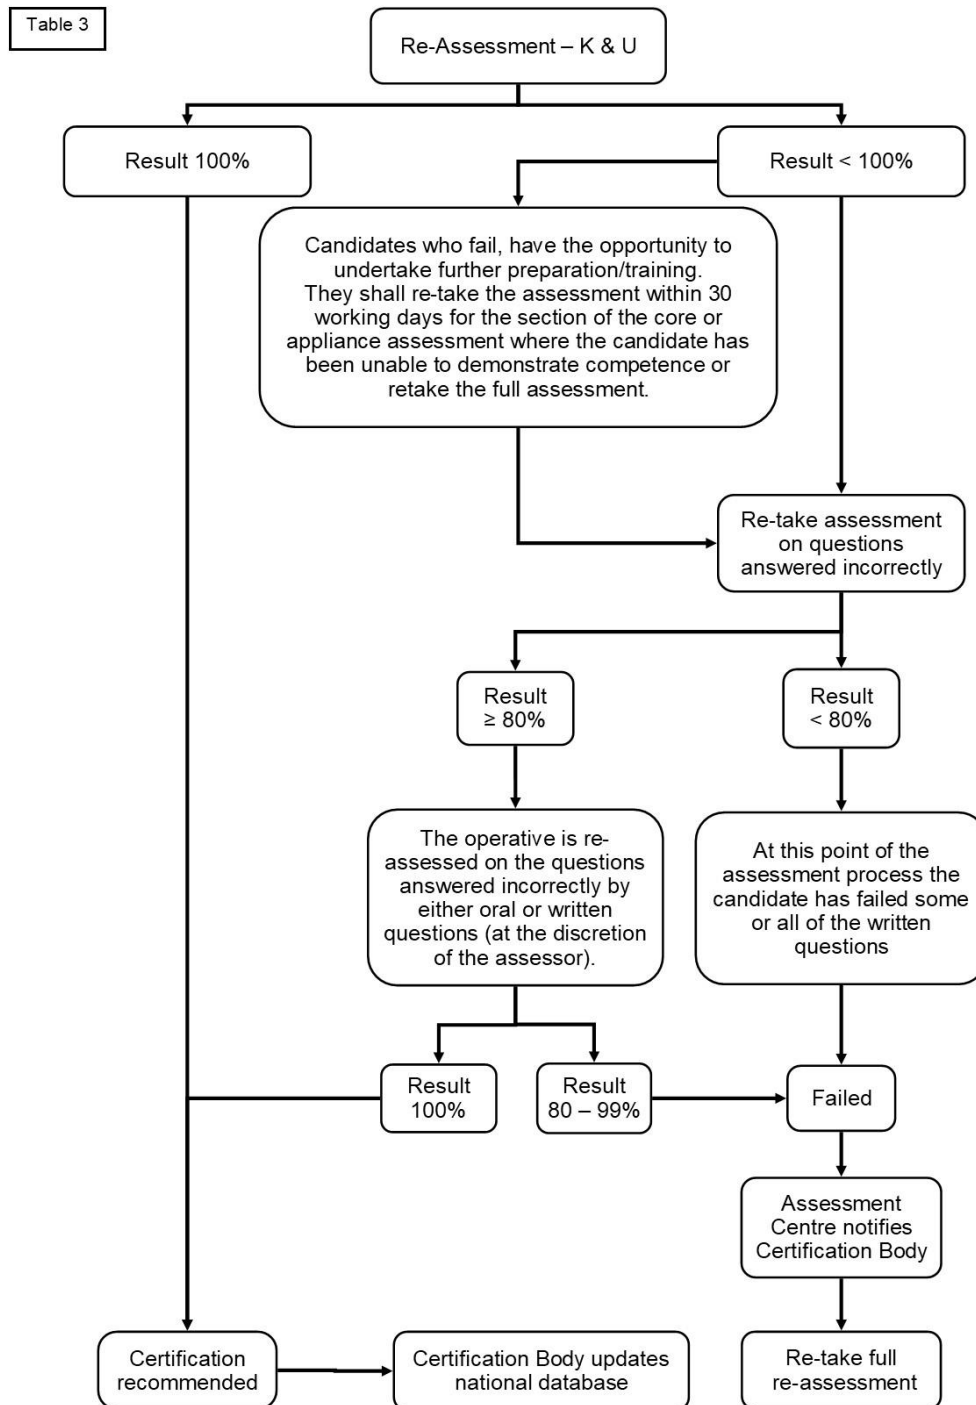 Table 3
Re-Assessment – K & U
Result 100%
Result < 100%
Candidates who fail, have the opportunity to
undertake further preparation/training.
They shall re-take the assessment within 30
working days for the section of the core or
appliance assessment where the candidate has
been unable to demonstrate competence or
retake the full assessment.
Re-take assessment
on questions
answered incorrectly
Result
≥ 80%
Result
< 80%
The operative is re-
assessed on the questions
answered incorrectly by
either oral or written
questions (at the discretion
of the assessor).
At this point of the
assessment process the
candidate has failed some
or all of the written
questions
Result
100%
Result
80 – 99%
Failed
Assessment
Centre notifies
Certification Body
Certification
recommended
Certification Body updates
national database
Re-take full
re-assessment